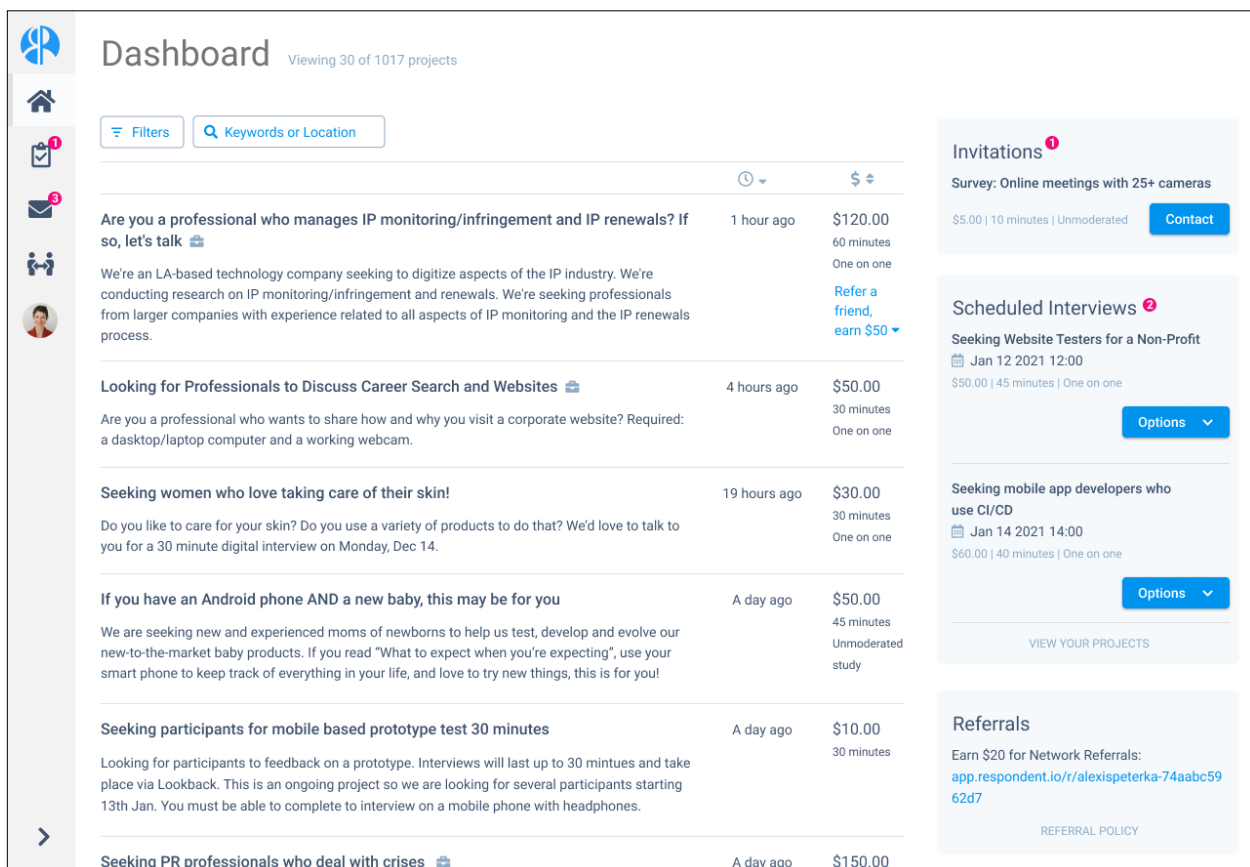 Dashboard Viewing 30 of 1017 projects
1
3
Filters
Keywords or Location
$
Are you a professional who manages IP monitoring/infringement and IP renewals? If
so, let's talk
1 hour ago
$120.00
60 minutes
One on one
Refer a
friend,
earn $50
We're an LA-based technology company seeking to digitize aspects of the IP industry. We're
conducting research on IP monitoring/infringement and renewals. We're seeking professionals
from larger companies with experience related to all aspects of IP monitoring and the IP renewals
process.
Looking for Professionals to Discuss Career Search and Websites
4 hours ago
$50.00
30 minutes
One on one
Are you a professional who wants to share how and why you visit a corporate website? Required:
a dasktop/laptop computer and a working webcam.
Seeking women who love taking care of their skin!
19 hours ago
$30.00
30 minutes
One on one
Do you like to care for your skin? Do you use a variety of products to do that? We'd love to talk to
you for a 30 minute digital interview on Monday, Dec 14.
If you have an Android phone AND a new baby, this may be for you
A day ago
$50.00
45 minutes
Unmoderated
study
We are seeking new and experienced moms of newborns to help us test, develop and evolve our
new-to-the-market baby products. If you read “What to expect when you’re expecting”, use your
smart phone to keep track of everything in your life, and love to try new things, this is for you!
Seeking participants for mobile based prototype test 30 minutes
A day ago
$10.00
30 minutes
Looking for participants to feedback on a prototype. Interviews will last up to 30 mintues and take
place via Lookback. This is an ongoing project so we are looking for several participants starting
13th Jan. You must be able to complete to interview on a mobile phone with headphones.
Seeking PR professionals who deal with crises
A day ago
$150.00
Invitations 1
Survey: Online meetings with 25+ cameras
$5.00 | 10 minutes | Unmoderated
Contact
Scheduled Interviews 2
Seeking Website Testers for a Non-Profit
Jan 12 2021 12:00
$50.00 | 45 minutes | One on one
Options
Seeking mobile app developers who
use CI/CD
Jan 14 2021 14:00
$60.00 | 40 minutes | One on one
Options
VIEW YOUR PROJECTS
Referrals
Earn $20 for Network Referrals:
app.respondent.io/r/alexispeterka-74aabc59
62d7
REFERRAL POLICY